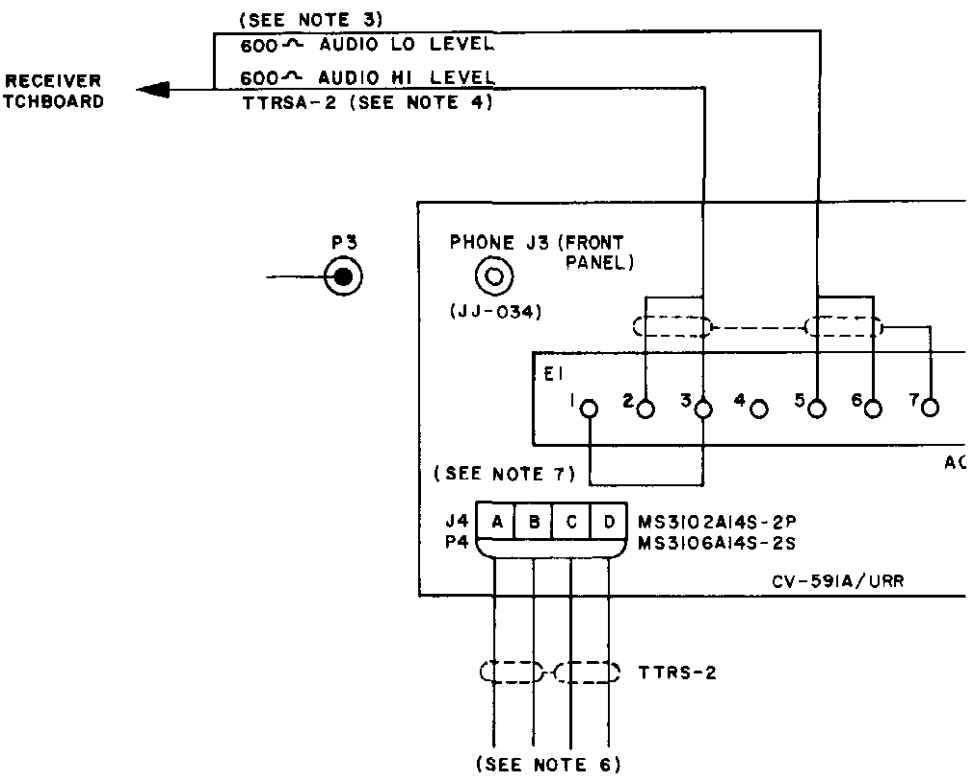 (SEE NOTE 3)
600 AUDIO LO LEVEL
RECEIVER
TCHBOARD
600 AUDIO HI LEVEL
TTRSA-2 (SEE NOTE 4)
P3
PHONE J3 (FRONT
PANEL)
(JJ-034)
E1
1 2 3 4 5 6 7
AC
(SEE NOTE 7)
J4 A B C D MS3102A14S-2P
P4 MS3106A14S-2S
CV-591A/URR
TTRS-2
(SEE NOTE 6)